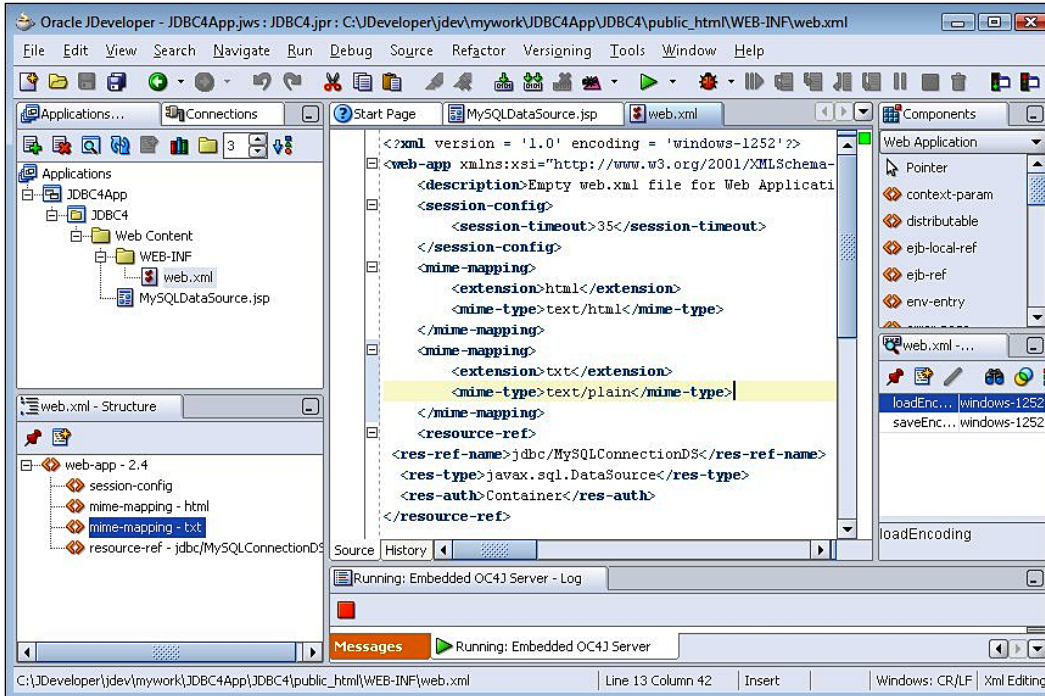 Oracle JDeveloper - JDBC4App.jws : JDBC4.jpr : C:\JDeveloper\jdev\mywork\JDBC4App\JDBC4\public_html\WEB-INF\web.xml
File Edit View Search Navigate Run Debug Source Refactor Versioning Tools Window Help
Applications... Connections
3
Applications
JDBC4App
JDBC4
Web Content
WEB-INF
web.xml
MySQLDataSource.jsp
web.xml - Structure
web-app - 2.4
session-config
mime-mapping - html
mime-mapping - txt
resource-ref - jdbc/MySQLConnectionDS
Start Page MySQLDataSource.jsp web.xml
<?xml version = '1.0' encoding = 'windows-1252'?>
<web-app xmlns:xsi="http://www.w3.org/2001/XMLSchema-
<description>Empty web.xml file for Web Applicati
<session-config>
<session-timeout>35</session-timeout>
</session-config>
<mime-mapping>
<extension>html</extension>
<mime-type>text/html</mime-type>
</mime-mapping>
<mime-mapping>
<extension>txt</extension>
<mime-type>text/plain</mime-type>
</mime-mapping>
<resource-ref>
<res-ref-name>jdbc/MySQLConnectionDS</res-ref-name>
<res-type>javax.sql.DataSource</res-type>
<res-auth>Container</res-auth>
</resource-ref>
Source History
Components
Web Application
Pointer
context-param
distributable
ejb-local-ref
ejb-ref
env-entry
web.xml -...
loadEnc... windows-1252
saveEnc... windows-1252
loadEncoding
Running: Embedded OC4J Server - Log
Messages Running: Embedded OC4J Server
C:\JDeveloper\jdev\mywork\JDBC4App\JDBC4\public_html\WEB-INF\web.xml Line 13 Column 42 Insert Windows: CR/LF Xml Editing